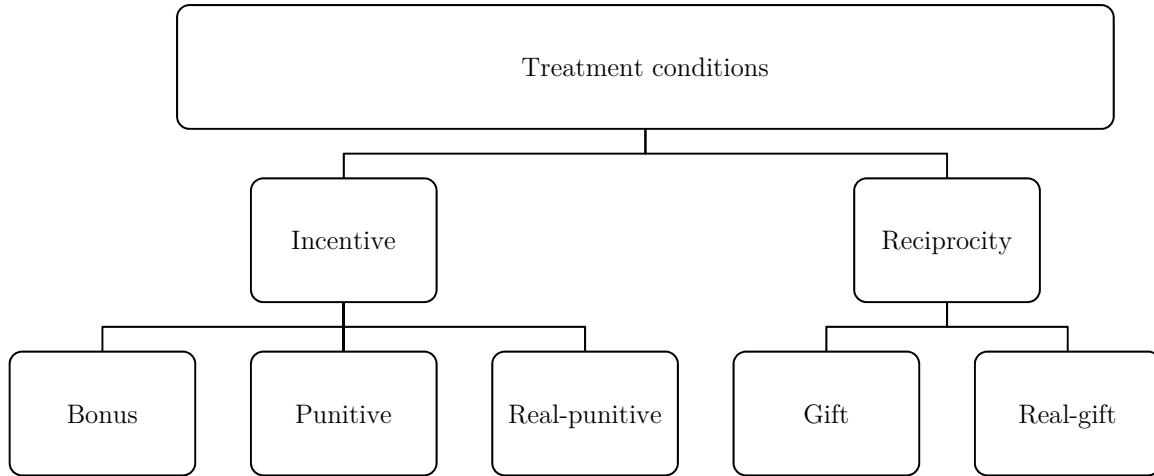 Treatment conditions
Incentive
Reciprocity
Bonus
Punitive
Real-punitive
Gift
Real-gift